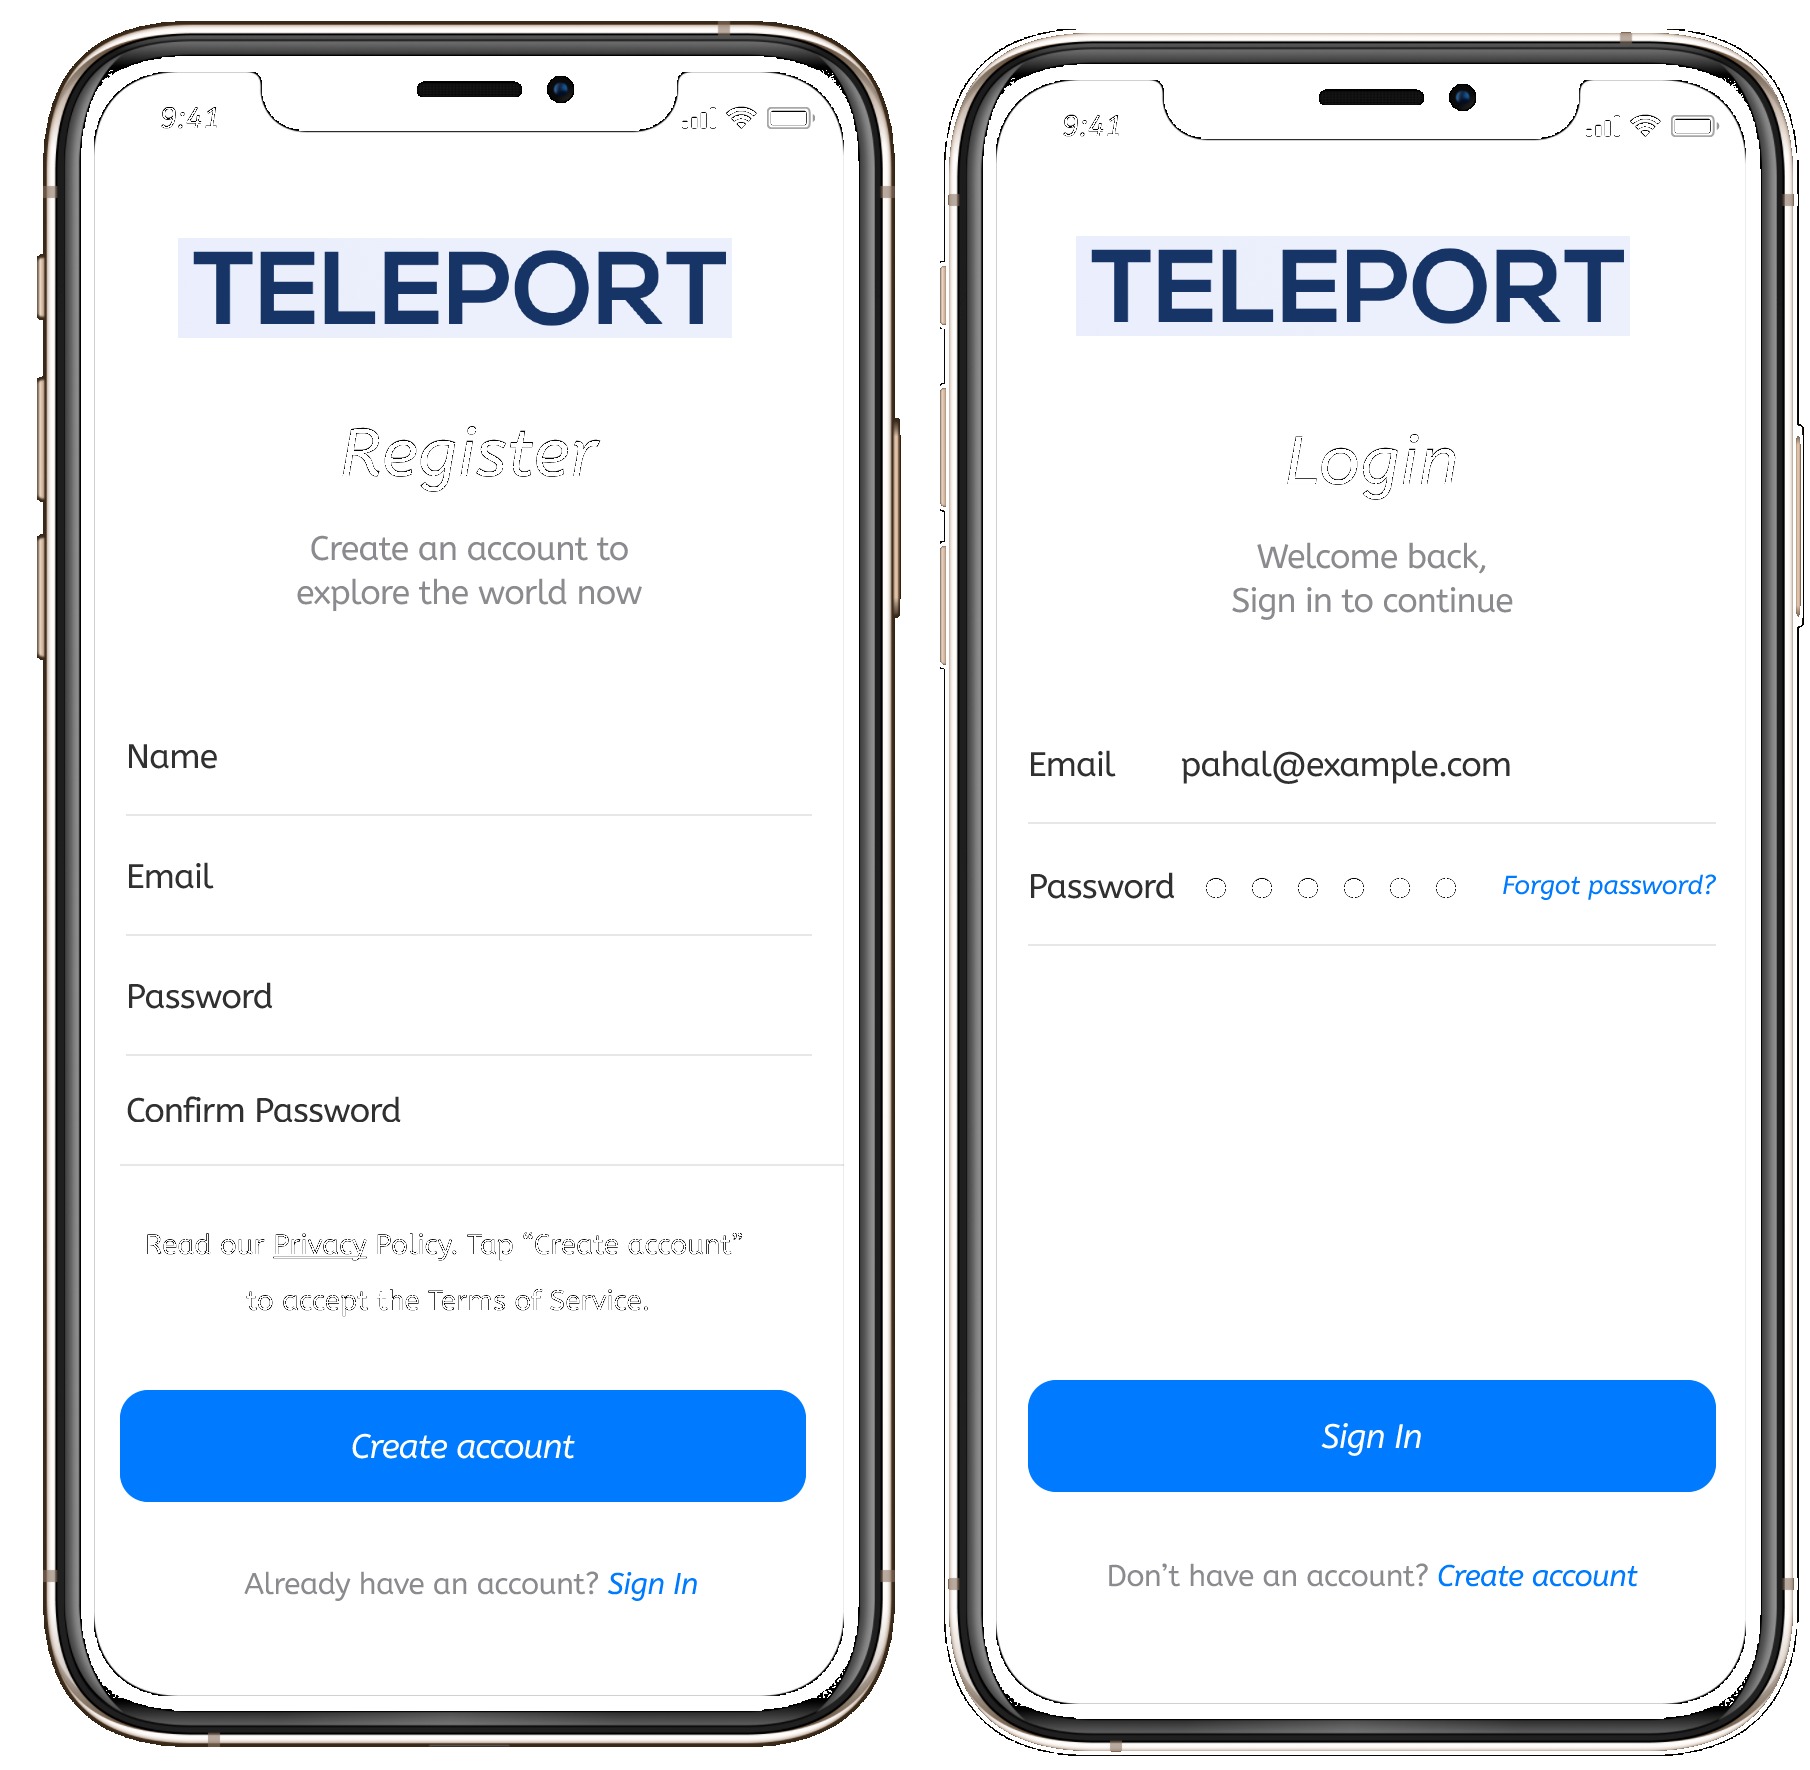 9:41
TELEPORT
Register
Create an account to
explore the world now
Name
Email
Password
Confirm Password
Read our Privacy Policy. Tap “Create account”
to accept the Terms of Service.
Create account
Already have an account? Sign In
9:41
TELEPORT
Login
Welcome back,
Sign in to continue
Email pahal@example.com
Password Forgot password?
Sign In
Don’t have an account? Create account